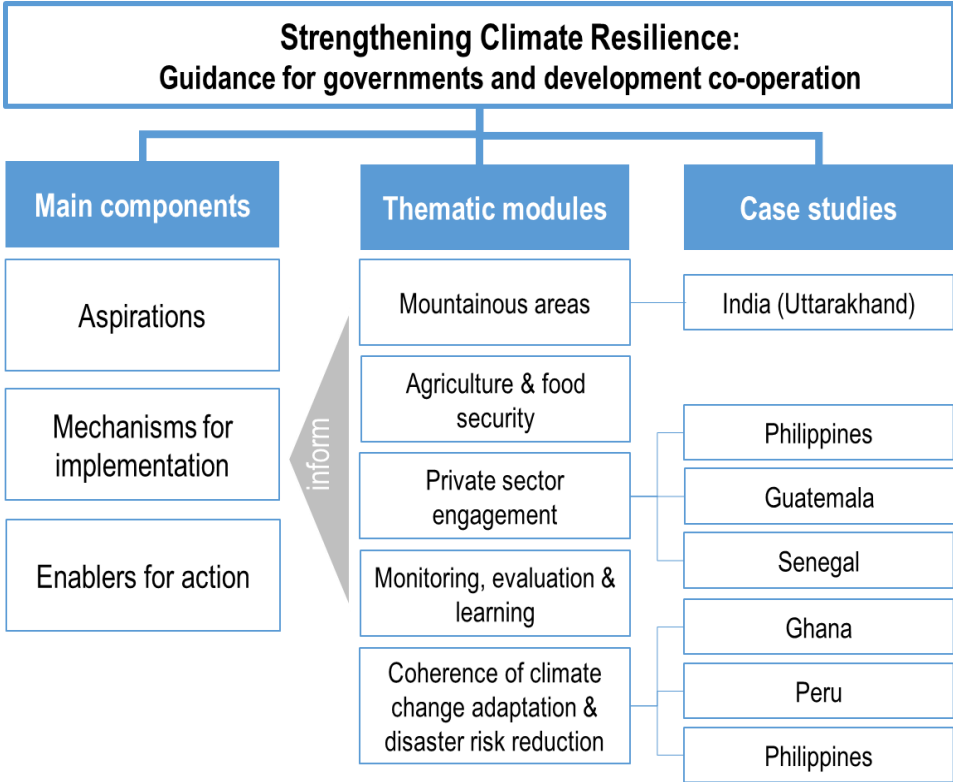 Strengthening Climate Resilience:
Guidance for governments and development co-operation
Main components
Aspirations
Mechanisms for
implementation
Enablers for action
inform
Thematic modules
Mountainous areas
Agriculture & food
security
Private sector
engagement
Monitoring, evaluation &
learning
Coherence of climate
change adaptation &
disaster risk reduction
Case studies
India (Uttarakhand)
Philippines
Guatemala
Senegal
Ghana
Peru
Philippines